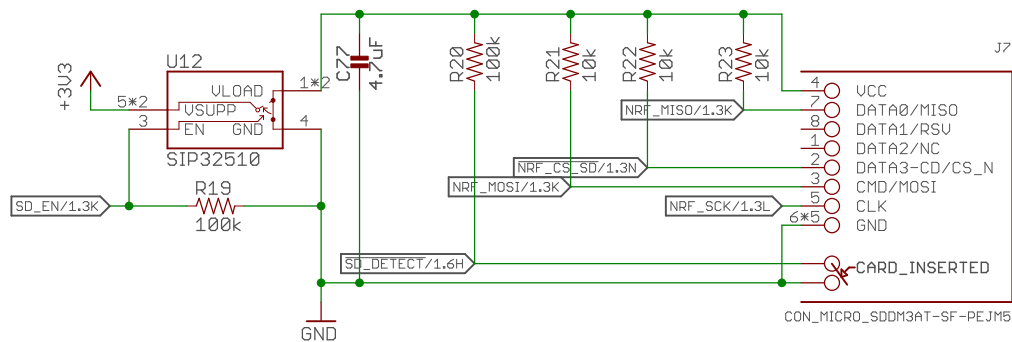 U12
+3V3
5*2
3
VLOAD
VSUPP
EN
GND
1*2
4
SIP32510
SD_EN/1.3K
R19
100k
GND
C77
4.7uF
R20
100k
R21
10k
R22
10k
R23
10k
NRF_MISO/1.3K
NRF_CS_SD/1.3N
NRF_MOSI/1.3K
NRF_SCK/1.3L
SD_DETECT/1.6H
J7
4 VCC
7 DATA0/MISO
8 DATA1/RSV
1 DATA2/NC
2 DATA3-CD/CS_N
3 CMD/MOSI
5 CLK
6*5 GND
CARD_INSERTED
CON_MICRO_SDDM3AT-SF-PEJM5